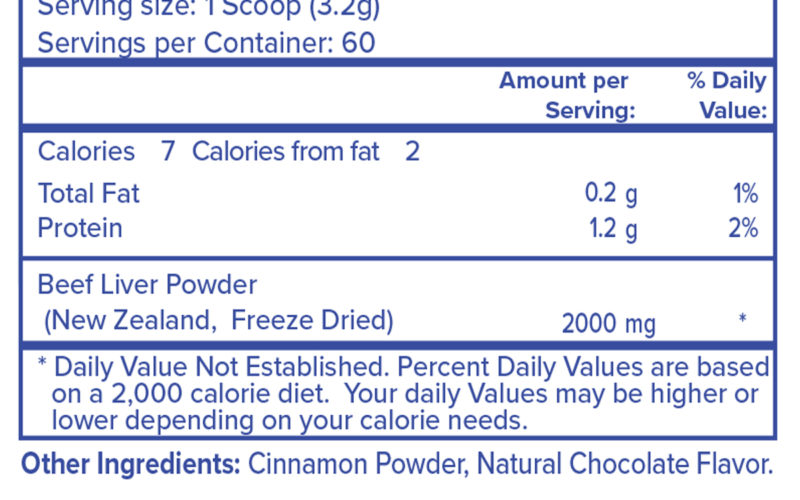 Serving size: 1 Scoop (3.2g)
Servings per Container: 60
Amount per % Daily
Serving: Value:
Calories 7 Calories from fat 2
Total Fat 0.2 g 1%
Protein 1.2 g 2%
Beef Liver Powder
(New Zealand, Freeze Dried) 2000 mg *
* Daily Value Not Established. Percent Daily Values are based
on a 2,000 calorie diet. Your daily Values may be higher or
lower depending on your calorie needs.
Other Ingredients: Cinnamon Powder, Natural Chocolate Flavor.